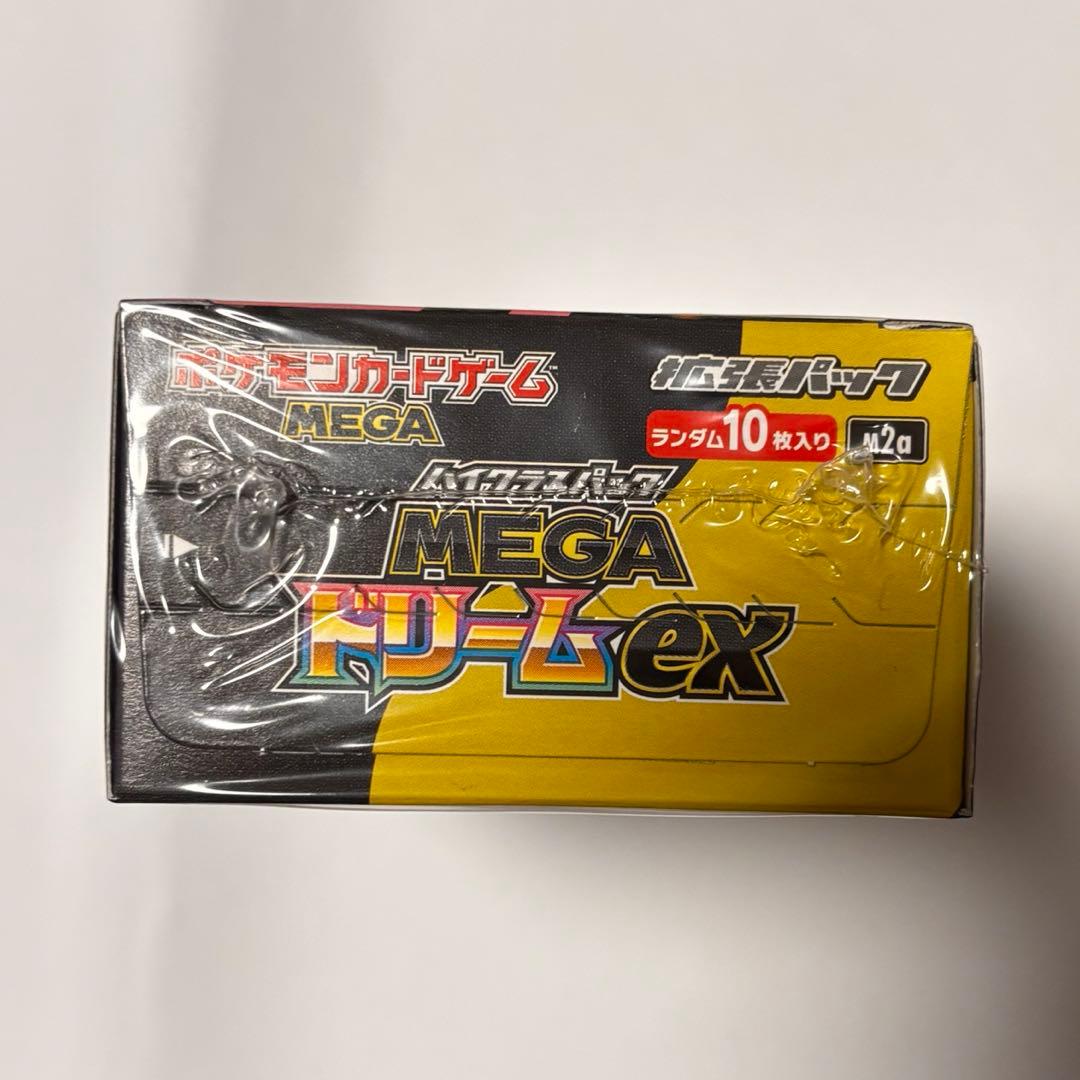 ポケモンカードゲーム™
MEGA
拡張パック
ランダム10枚入り
M2a
ハイクラスパック
MEGA
ドリームex